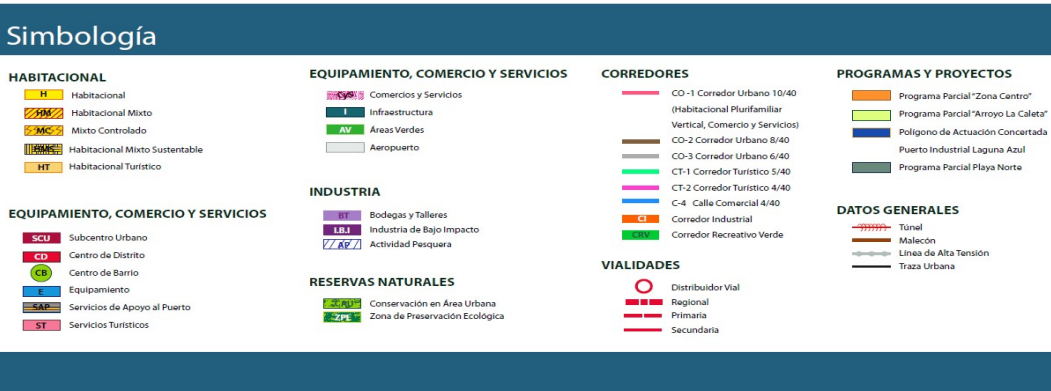 Simbología
HABITACIONAL
H Habitacional
HM Habitacional Mixto
MC Mixto Controlado
HMS Habitacional Mixto Sustentable
HT Habitacional Turístico
EQUIPAMIENTO, COMERCIO Y SERVICIOS
SCU Subcentro Urbano
CD Centro de Distrito
CB Centro de Barrio
E Equipamiento
SAP Servicios de Apoyo al Puerto
ST Servicios Turísticos
EQUIPAMIENTO, COMERCIO Y SERVICIOS
CyS Comercios y Servicios
I Infraestructura
AV Áreas Verdes
Aeropuerto
INDUSTRIA
BT Bodegas y Talleres
I.B.I Industria de Bajo Impacto
AP Actividad Pesquera
RESERVAS NATURALES
Conservación en Área Urbana
ZPE Zona de Preservación Ecológica
CORREDORES
CO -1 Corredor Urbano 10/40
(Habitacional Plurifamiliar
Vertical, Comercio y Servicios)
CO-2 Corredor Urbano 8/40
CO-3 Corredor Urbano 6/40
CT-1 Corredor Turístico 5/40
CT-2 Corredor Turístico 4/40
C-4 Calle Comercial 4/40
CI Corredor Industrial
CRV Corredor Recreativo Verde
VIALIDADES
Distribuidor Vial
Regional
Primaria
Secundaria
PROGRAMAS Y PROYECTOS
Programa Parcial "Zona Centro"
Programa Parcial "Arroyo La Caleta"
Polígono de Actuación Concertada
Puerto Industrial Laguna Azul
Programa Parcial Playa Norte
DATOS GENERALES
Túnel
Malecón
Línea de Alta Tensión
Traza Urbana